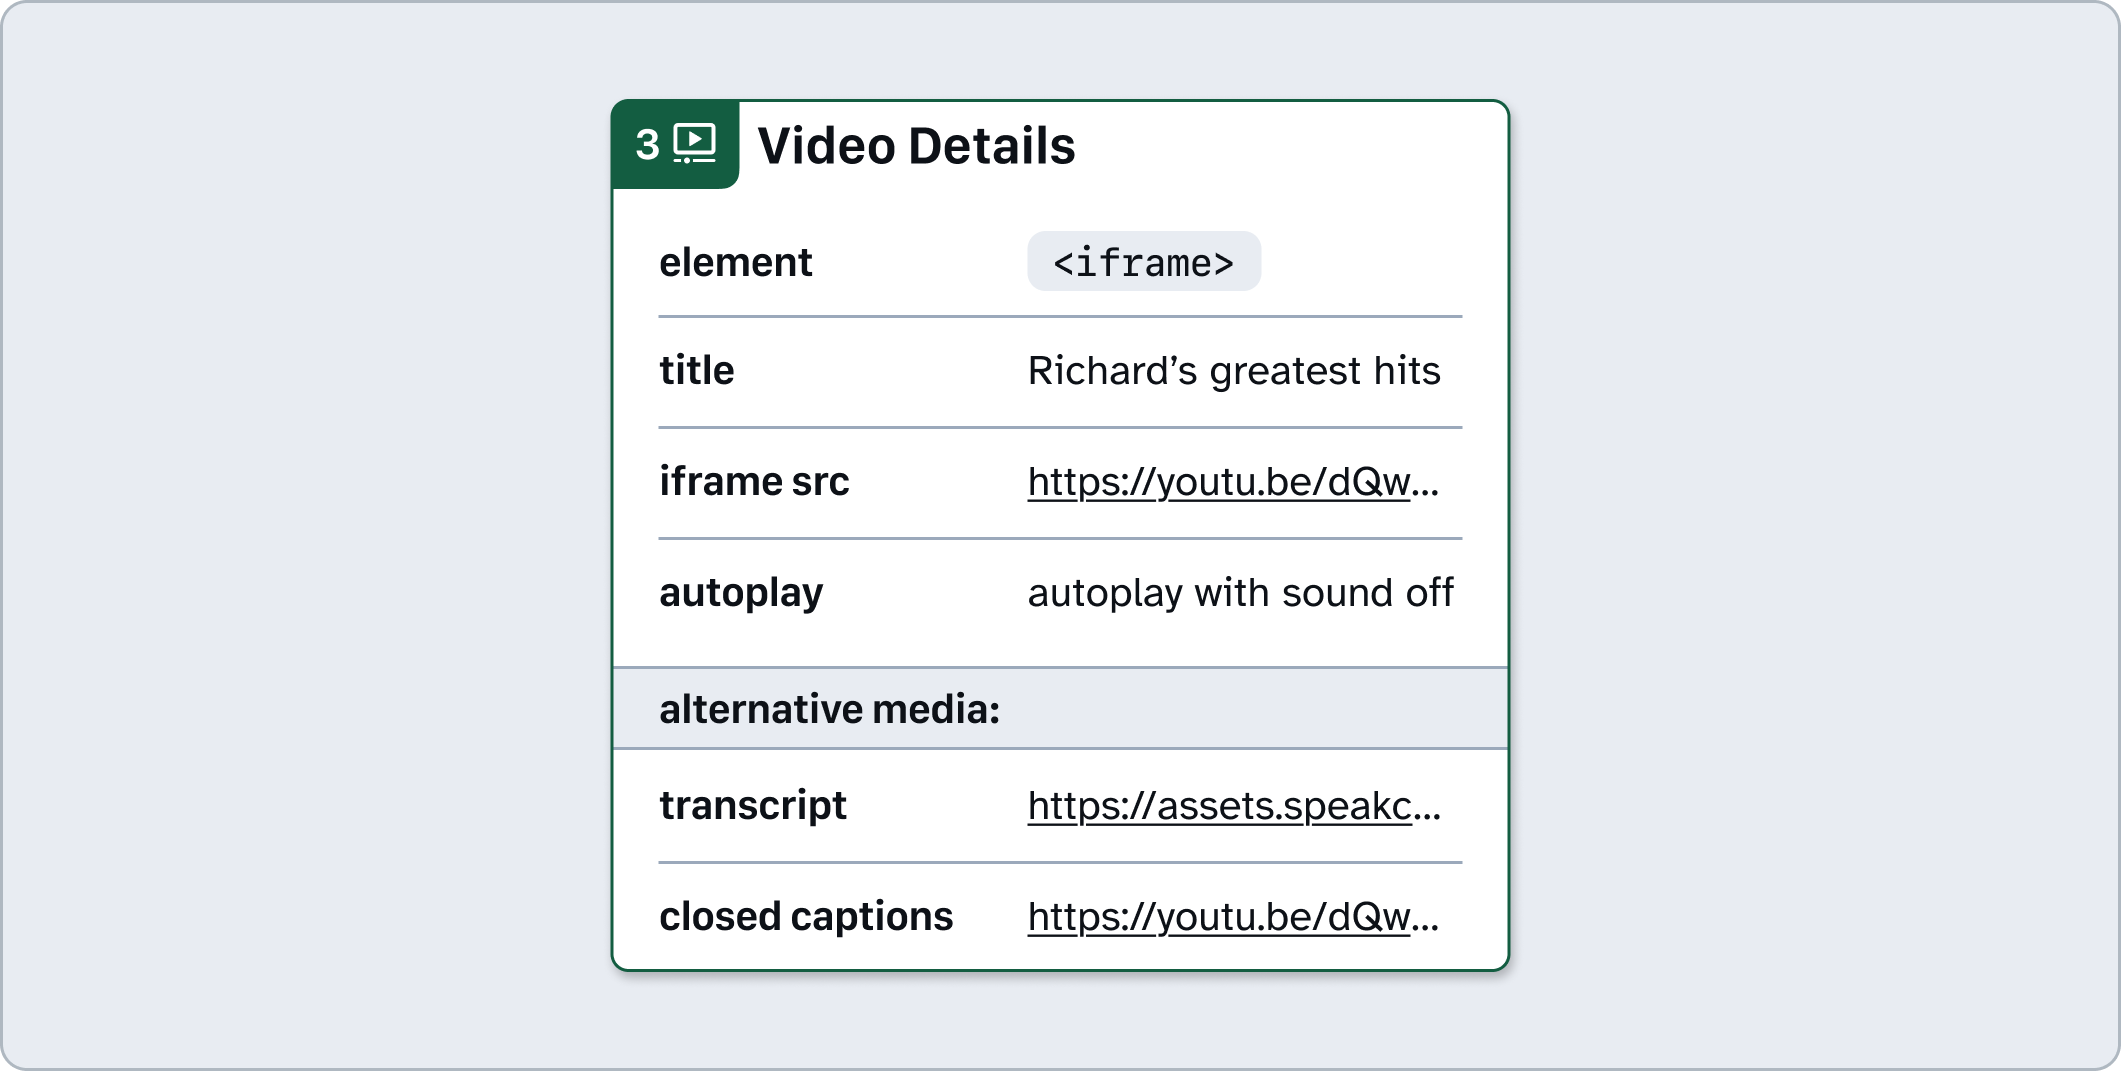 3 Video Details
element <iframe>
title Richard’s greatest hits
iframe src https://youtu.be/dQw...
autoplay autoplay with sound off
alternative media:
transcript https://assets.speakc...
closed captions https://youtu.be/dQw...